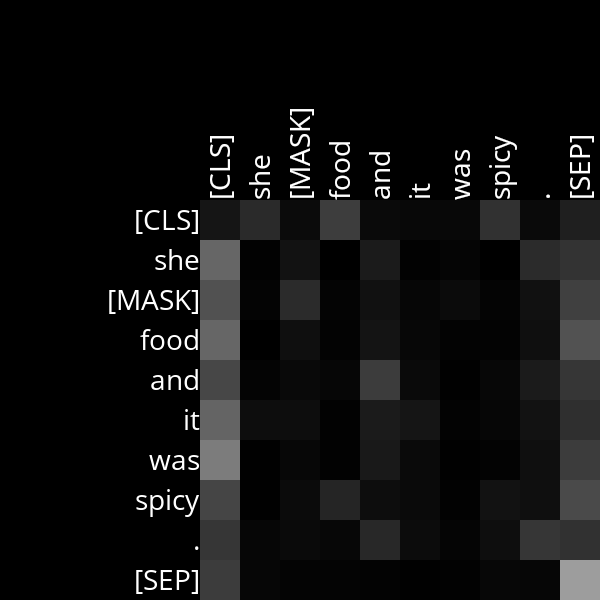 [CLS] she [MASK] food and it was spicy . [SEP]
[CLS]
she
[MASK]
food
and
it
was
spicy
.
[SEP]